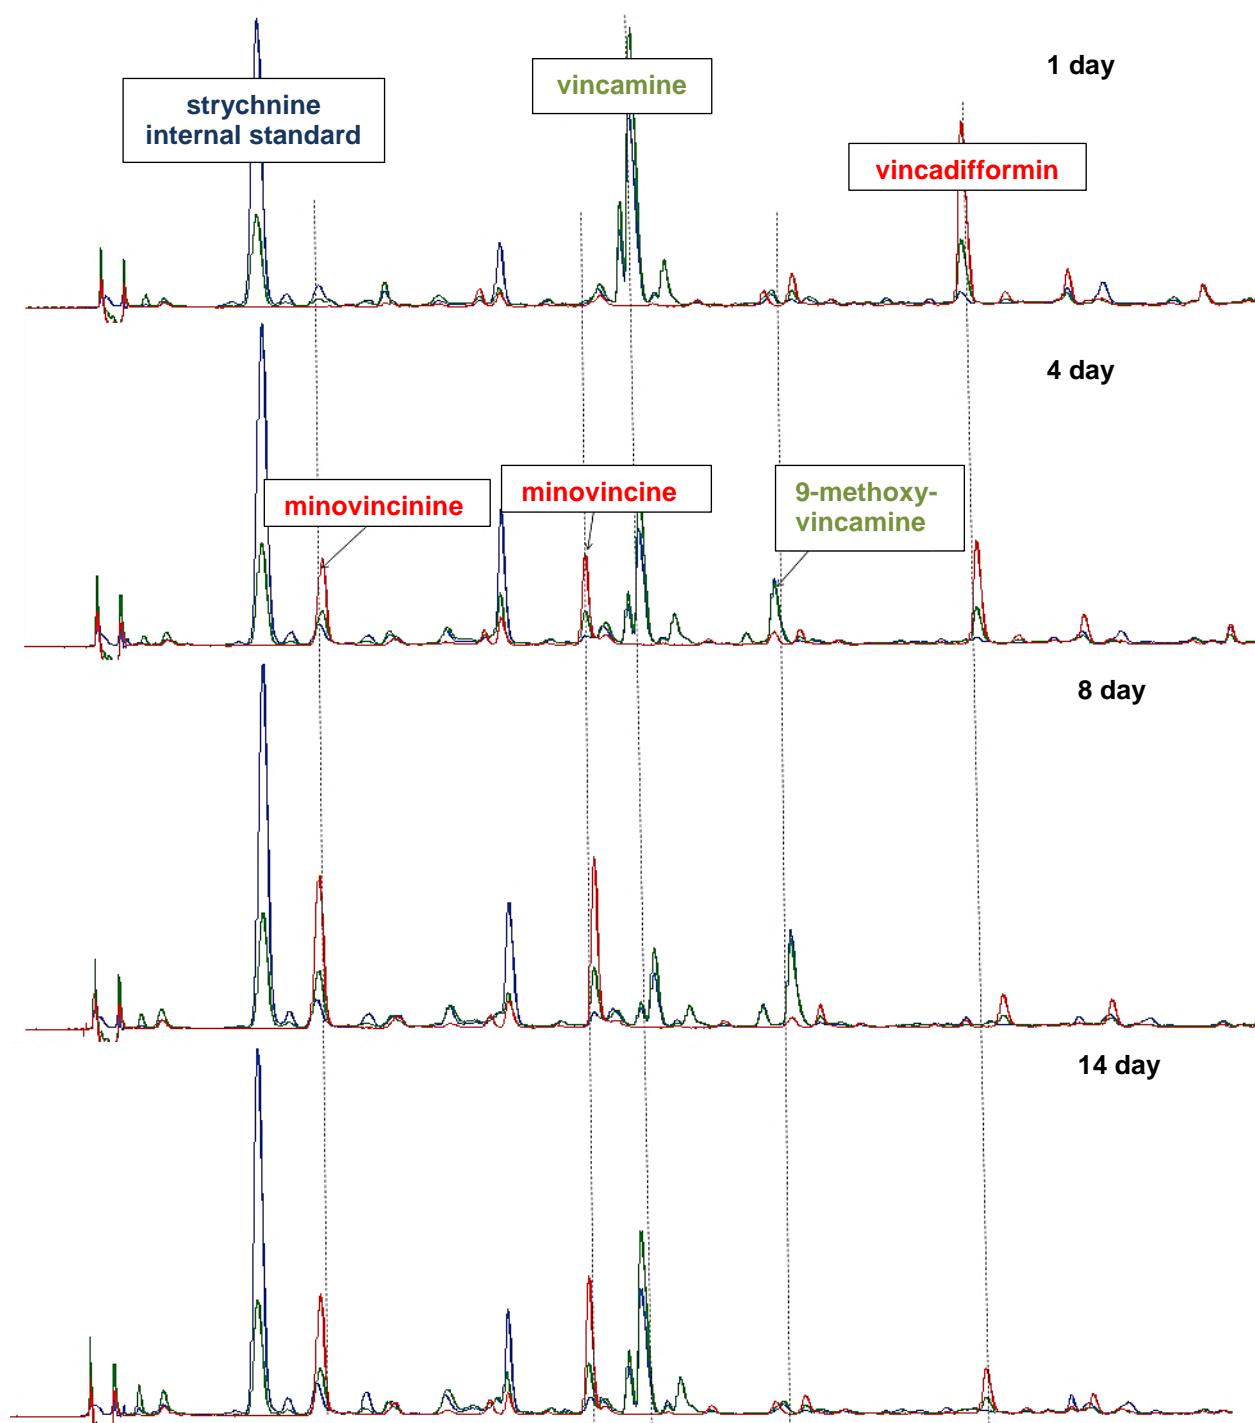 1 day
vincamine
strychnine
internal standard
vincadifformin
4 day
minovincinine
minovincine
9-methoxy-
vincamine
8 day
14 day